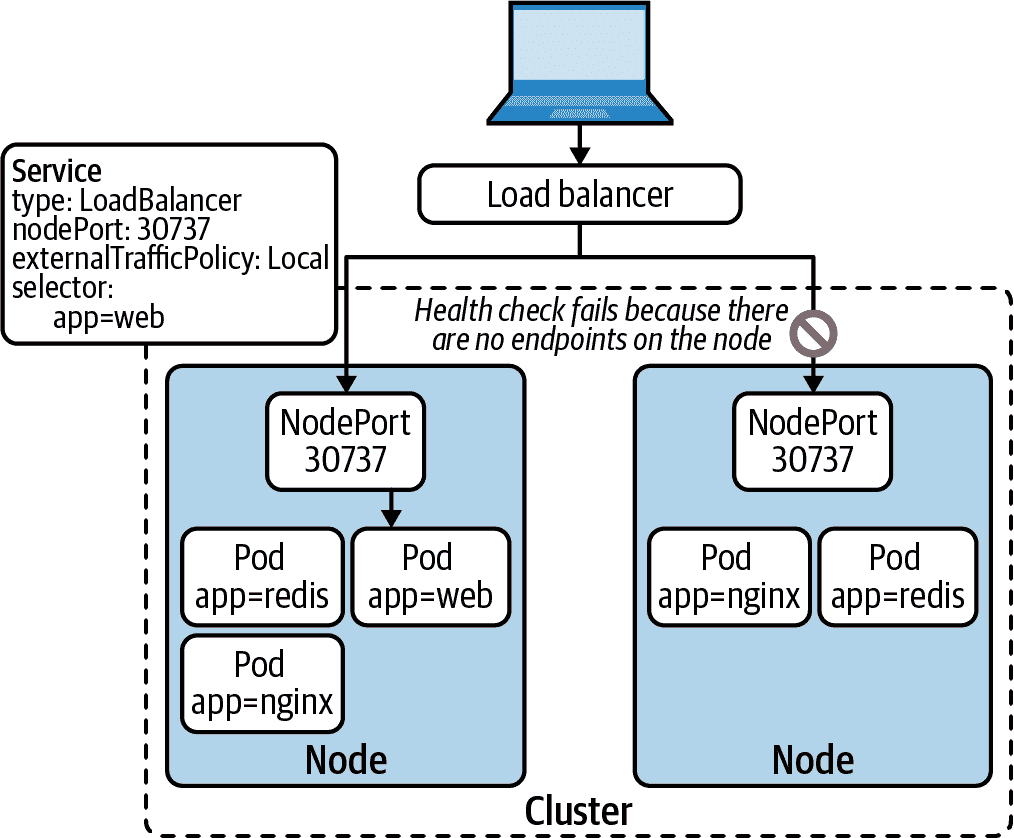 Service
type: LoadBalancer
nodePort: 30737
externalTrafficPolicy: Local
selector:
app=web
Load balancer
Health check fails because there
are no endpoints on the node
NodePort
30737
Pod
app=redis
Pod
app=web
Pod
app=nginx
Node
NodePort
30737
Pod
app=nginx
Pod
app=redis
Node
Cluster